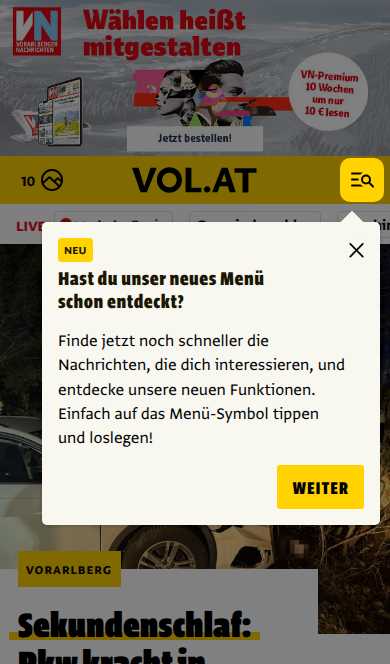 VN
VORARLBERGER
NACHRICHTEN
Wählen heißt
mitgestalten
VN-Premium
10 Wochen
um nur
10 € lesen
Jetzt bestellen!
10
VOL.AT
LIVE
NEU
Hast du unser neues Menü
schon entdeckt?
Finde jetzt noch schneller die
Nachrichten, die dich interessieren, und
entdecke unsere neuen Funktionen.
Einfach auf das Menü-Symbol tippen
und loslegen!
WEITER
VORARLBERG
Sekundenschlaf:
Pkw kracht in